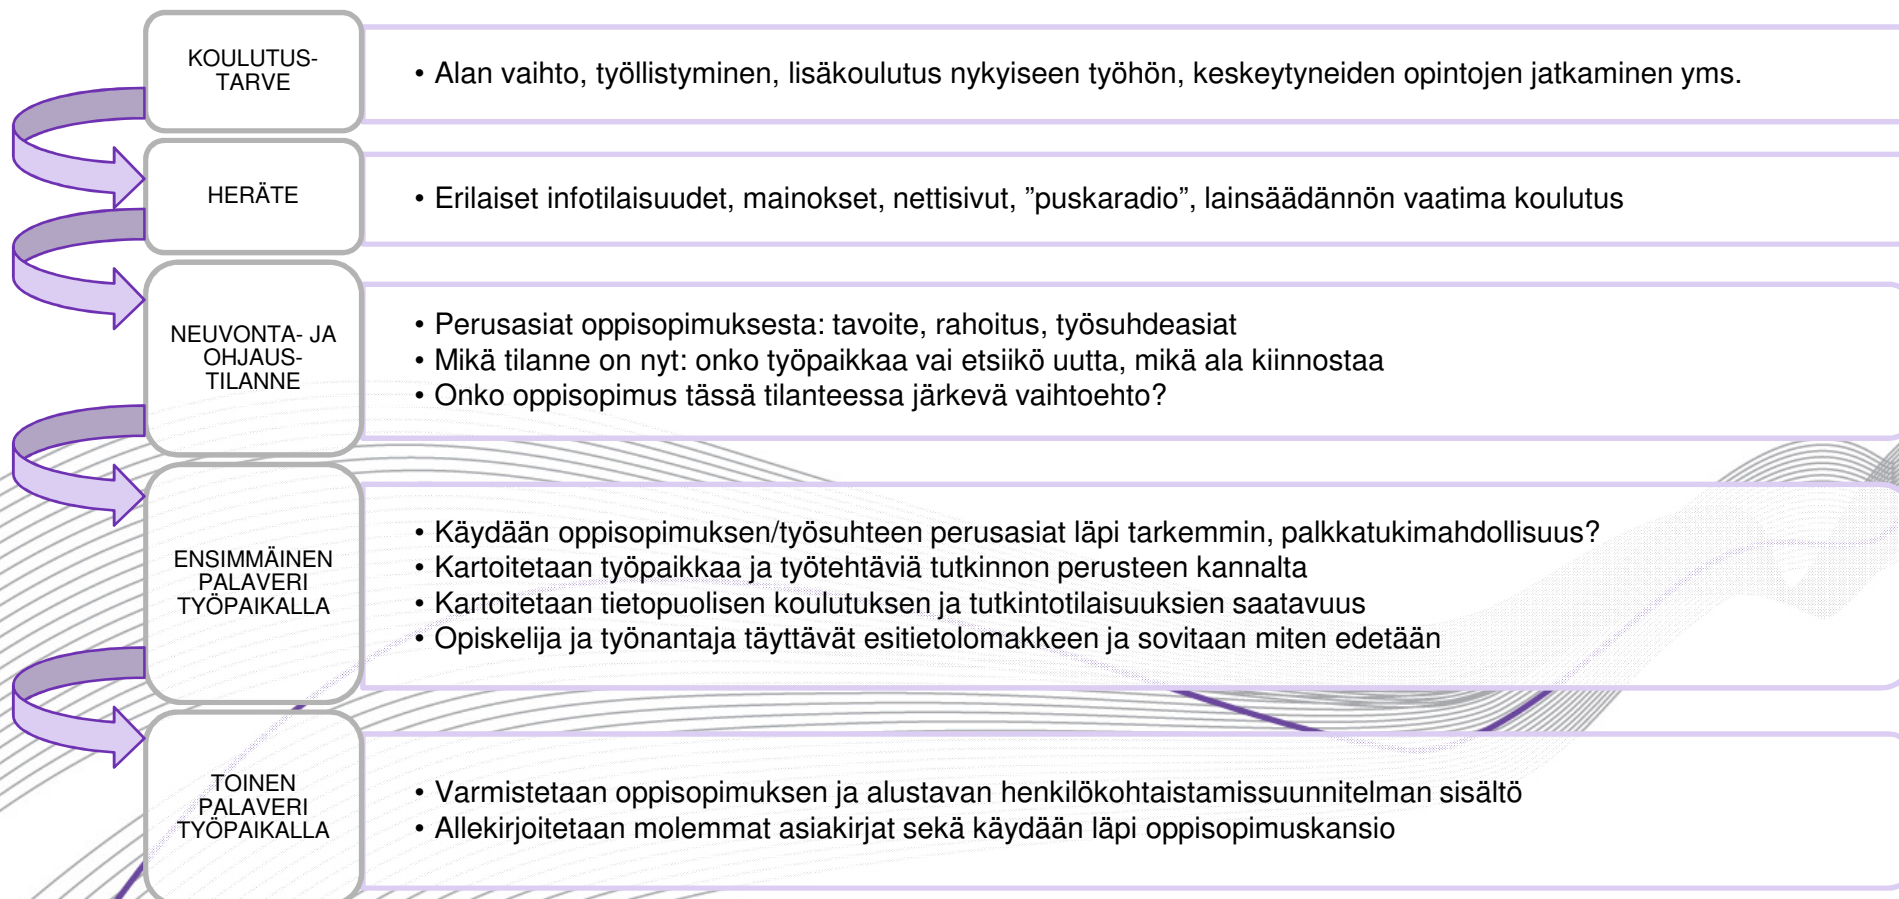 KOULUTUS-
TARVE
• Alan vaihto, työllistyminen, lisäkoulutus nykyiseen työhön, keskeytyneiden opintojen jatkaminen yms.
HERÄTE
• Erilaiset infotilaisuudet, mainokset, nettisivut, ”puskaradio”, lainsäädännön vaatima koulutus
NEUVONTA- JA
OHJAUS-
TILANNE
• Perusasiat oppisopimuksesta: tavoite, rahoitus, työsuhdeasiat
• Mikä tilanne on nyt: onko työpaikkaa vai etsiikö uutta, mikä ala kiinnostaa
• Onko oppisopimus tässä tilanteessa järkevä vaihtoehto?
ENSIMMÄINEN
PALAVERI
TYÖPAIKALLA
• Käydään oppisopimuksen/työsuhteen perusasiat läpi tarkemmin, palkkatukimahdollisuus?
• Kartoitetaan työpaikkaa ja työtehtäviä tutkinnon perusteen kannalta
• Kartoitetaan tietopuolisen koulutuksen ja tutkintotilaisuuksien saatavuus
• Opiskelija ja työnantaja täyttävät esitietolomakkeen ja sovitaan miten edetään
TOINEN
PALAVERI
TYÖPAIKALLA
• Varmistetaan oppisopimuksen ja alustavan henkilökohtaistamissuunnitelman sisältö
• Allekirjoitetaan molemmat asiakirjat sekä käydään läpi oppisopimuskansio